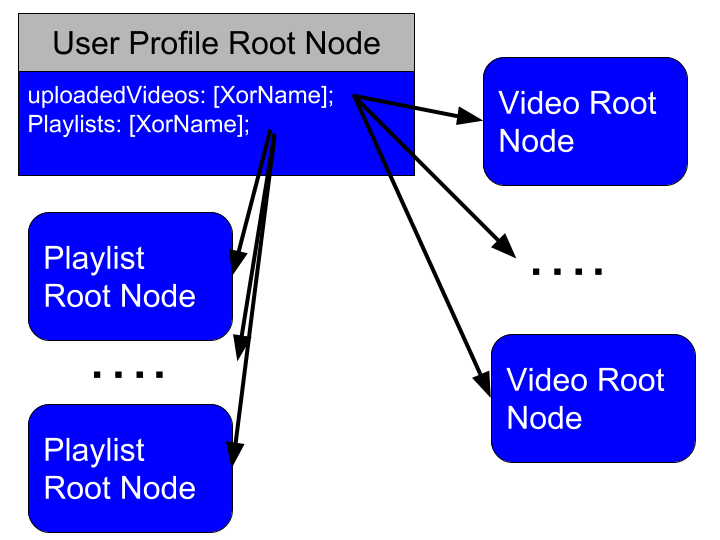 User Profile Root Node
uploadedVideos: [XorName];
Playlists: [XorName];
Video Root
Node
Playlist
Root Node
. . . .
. . . .
Video Root
Node
Playlist
Root Node